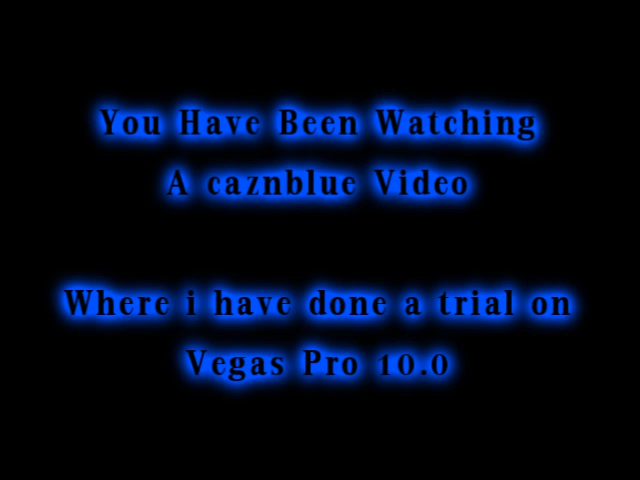 You Have Been Watching
A caznblue Video
Where i have done a trial on
Vegas Pro 10.0